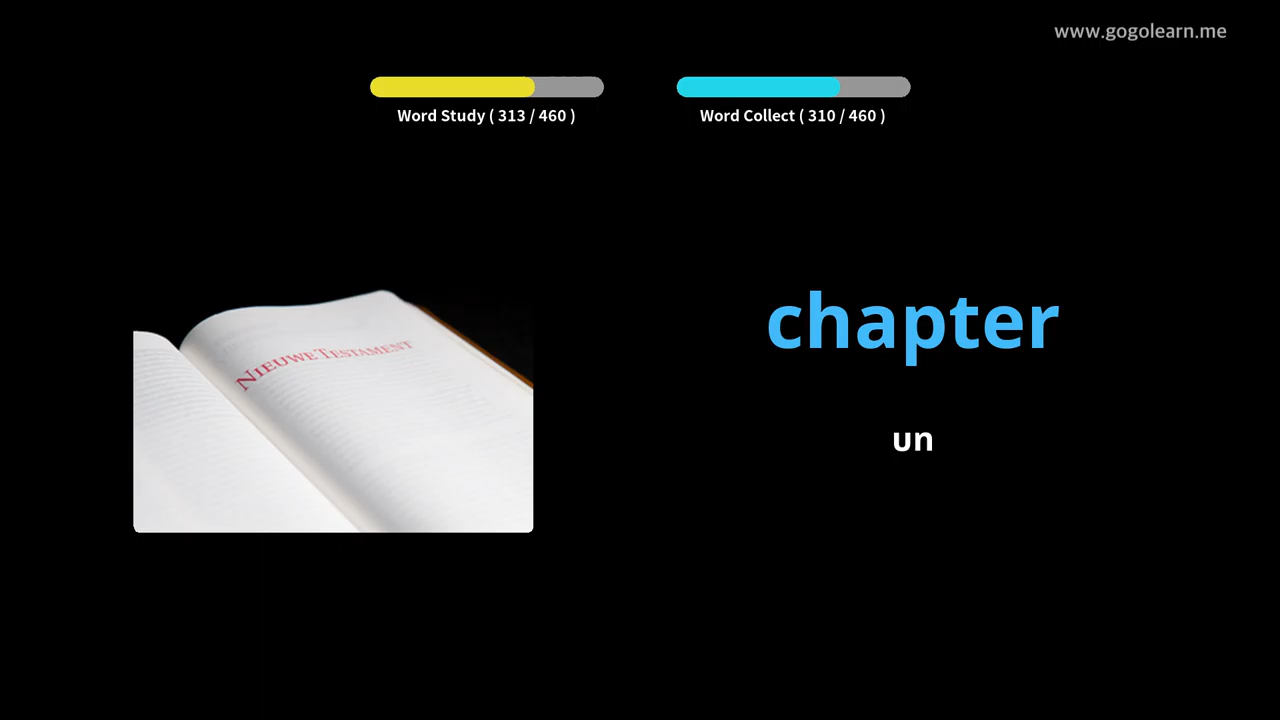 www.gogolearn.me
Word Study ( 313 / 460 )
Word Collect ( 310 / 460 )
NIEUWE TESTAMENT
chapter
un